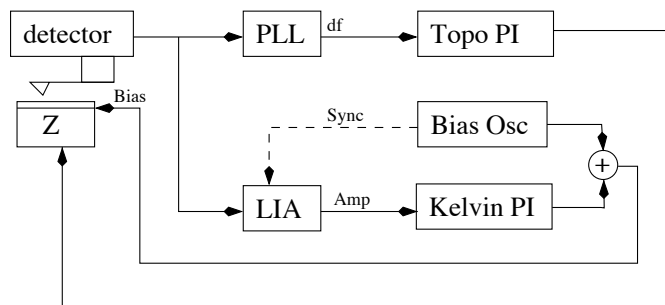 detector
PLL
df
Topo PI
Bias
Z
Sync
Bias Osc
+
LIA
Amp
Kelvin PI